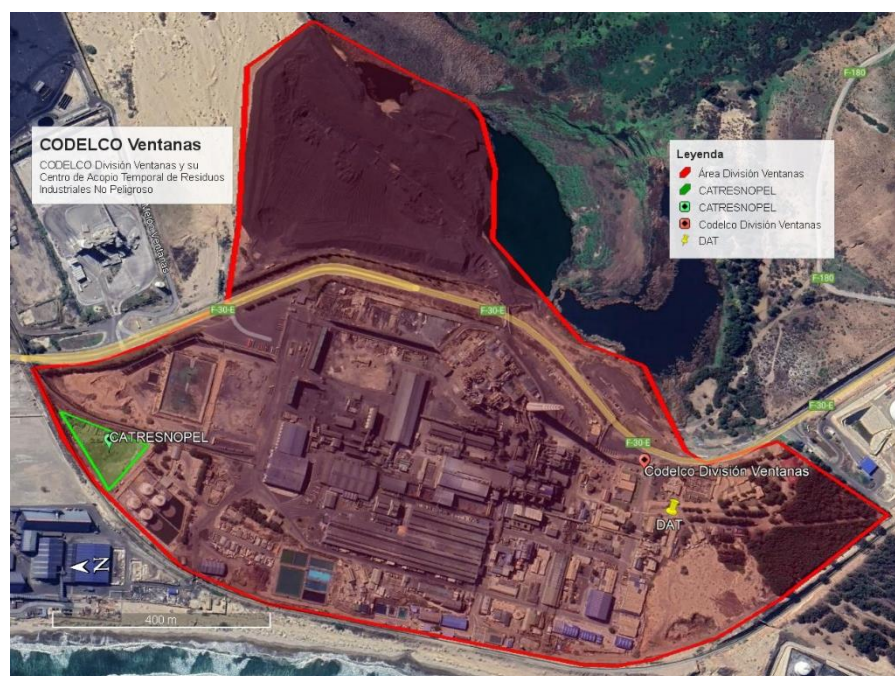 F-180
CODELCO Ventanas
CODELCO División Ventanas y su
Centro de Acopio Temporal de Residuos
Industriales No Peligroso
Leyenda
Área División Ventanas
CATRESNOPEL
CATRESNOPEL
Codelco División Ventanas
DAT
Ventanas
F-180
F-30-E
F-30-E
F-30-E
F-30-E
CATRESNOPEL
Codelco División Ventanas
DAT
N
400 m